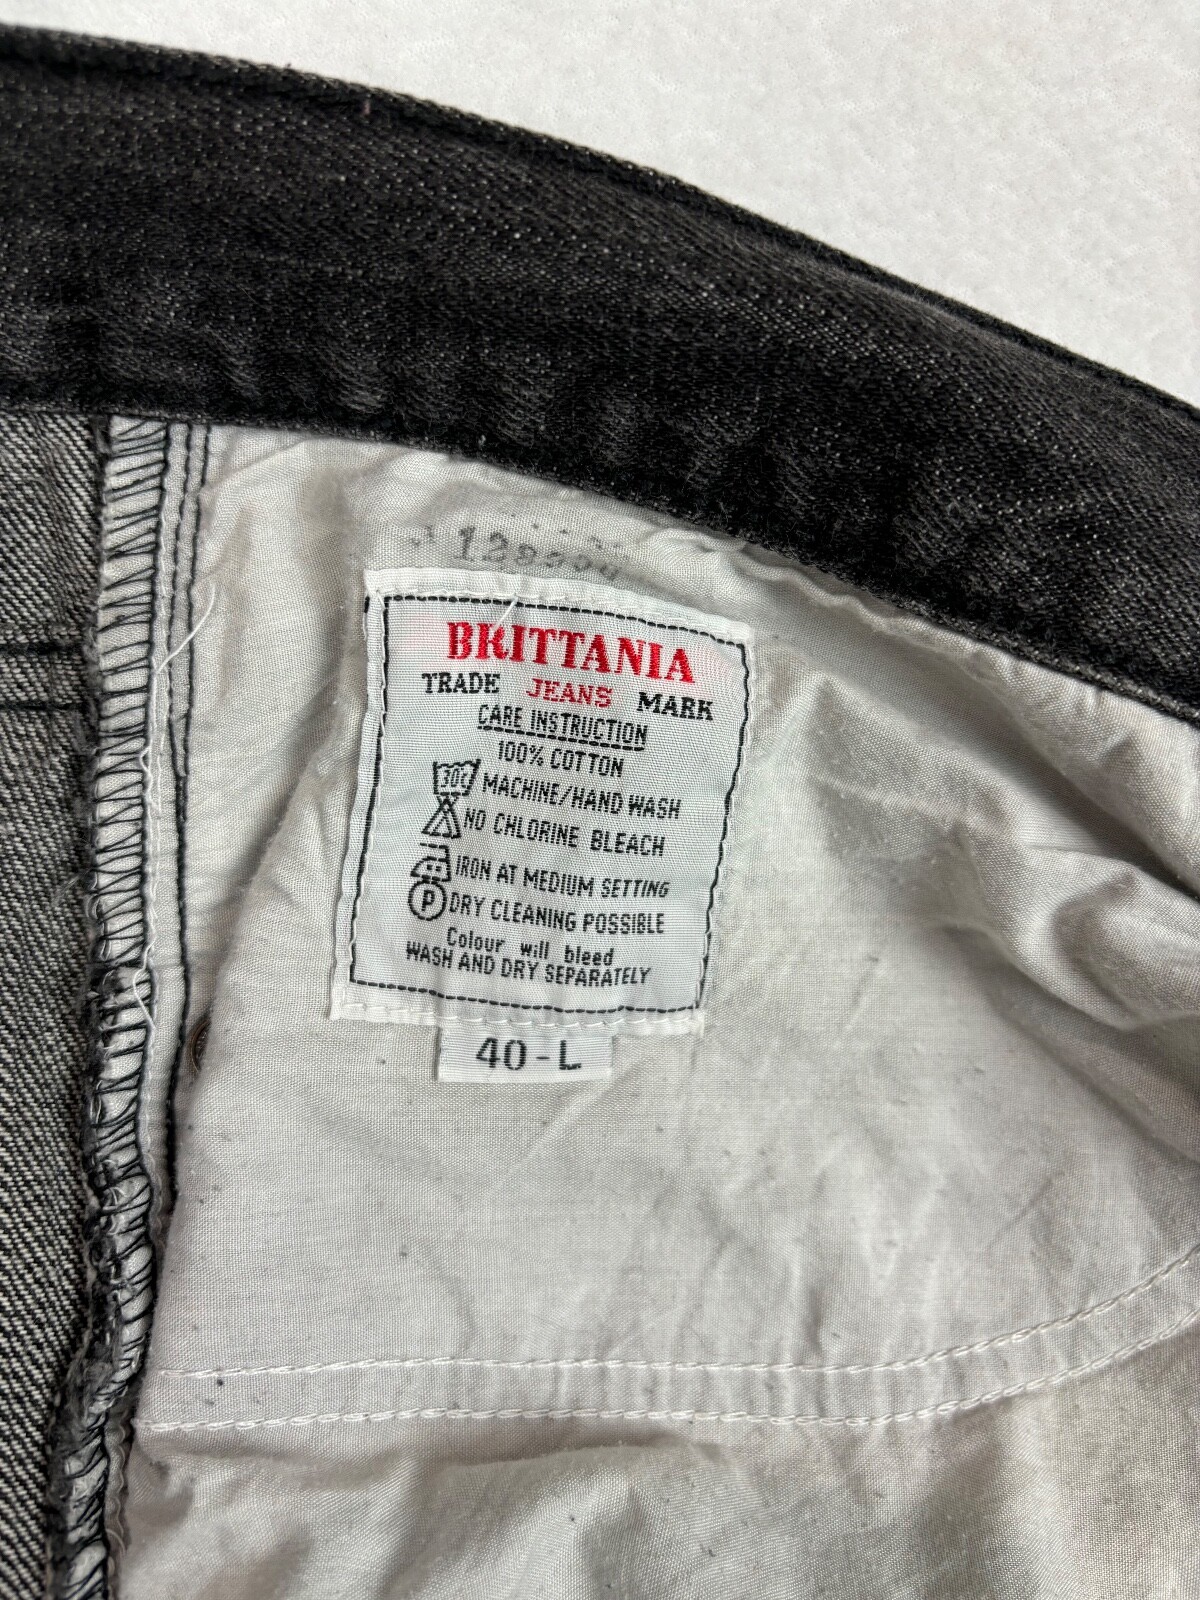 BRITTANIA
TRADE JEANS MARK
CARE INSTRUCTION
100% COTTON
30c MACHINE/HAND WASH
NO CHLORINE BLEACH
IRON AT MEDIUM SETTING
P DRY CLEANING POSSIBLE
Colour will bleed
WASH AND DRY SEPARATELY
40-L